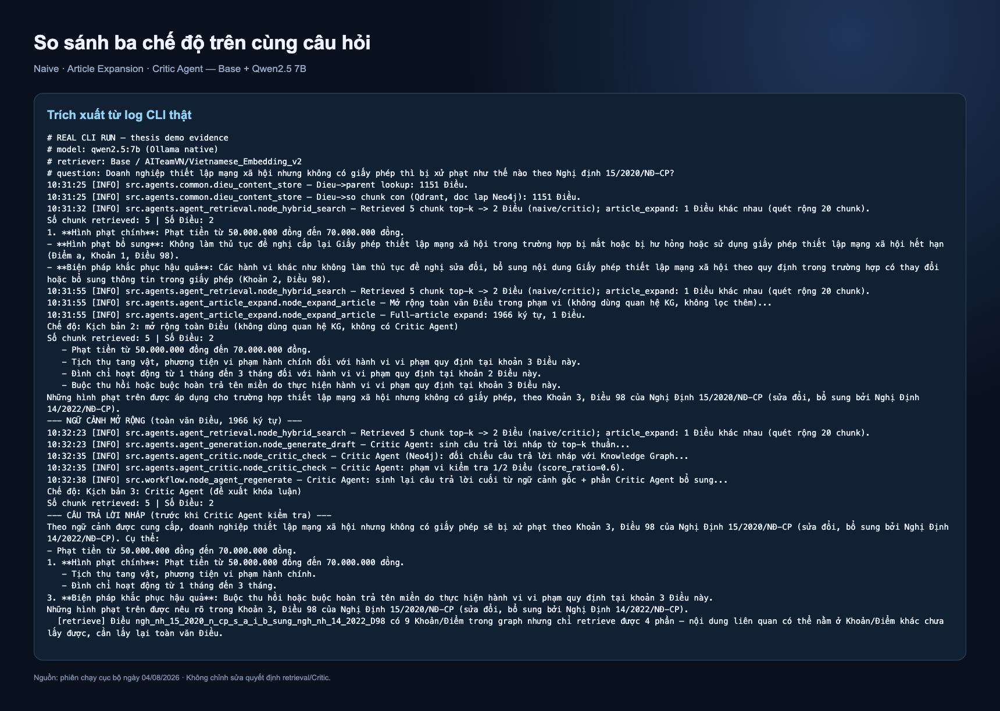 So sánh ba chế độ trên cùng câu hỏi
Naive · Article Expansion · Critic Agent — Base + Qwen2.5 7B
Trích xuất từ log CLI thật
# REAL CLI RUN — thesis demo evidence
# model: qwen2.5:7b (Ollama native)
# retriever: Base / AITeamVN/Vietnamese_Embedding_v2
# question: Doanh nghiệp thiết lập mạng xã hội nhưng không có giấy phép thì bị xử phạt như thế nào theo Nghị định 15/2020/NĐ-CP?
10:31:25 [INFO] src.agents.common.dieu_content_store — Dieu->parent lookup: 1151 Điều.
10:31:25 [INFO] src.agents.common.dieu_content_store — Dieu->so chunk con (Qdrant, doc lap Neo4j): 1151 Điều.
10:31:32 [INFO] src.agents.agent_retrieval.node_hybrid_search — Retrieved 5 chunk top-k -> 2 Điều (naive/critic); article_expand: 1 Điều khác nhau (quét rộng 20 chunk).
Số chunk retrieved: 5 | Số Điều: 2
1. **Hình phạt chính**: Phạt tiền từ 50.000.000 đồng đến 70.000.000 đồng.
- **Hình phạt bổ sung**: Không làm thủ tục đề nghị cấp lại Giấy phép thiết lập mạng xã hội trong trường hợp bị mất hoặc bị hư hỏng hoặc sử dụng giấy phép thiết lập mạng xã hội hết hạn
(Điểm a, Khoản 1, Điều 98).
- **Biện pháp khắc phục hậu quả**: Các hành vi khác như không làm thủ tục đề nghị sửa đổi, bổ sung nội dung Giấy phép thiết lập mạng xã hội theo quy định trong trường hợp có thay đổi
hoặc bổ sung thông tin trong giấy phép (Khoản 2, Điều 98).
10:31:55 [INFO] src.agents.agent_retrieval.node_hybrid_search — Retrieved 5 chunk top-k -> 2 Điều (naive/critic); article_expand: 1 Điều khác nhau (quét rộng 20 chunk).
10:31:55 [INFO] src.agents.agent_article_expand.node_expand_article — Mở rộng toàn văn Điều trong phạm vi (không dùng quan hệ KG, không lọc thêm)...
10:31:55 [INFO] src.agents.agent_article_expand.node_expand_article — Full-article expand: 1966 ký tự, 1 Điều.
Chế độ: Kịch bản 2: mở rộng toàn Điều (không dùng quan hệ KG, không có Critic Agent)
Số chunk retrieved: 5 | Số Điều: 2
- Phạt tiền từ 50.000.000 đồng đến 70.000.000 đồng.
- Tịch thu tang vật, phương tiện vi phạm hành chính đối với hành vi vi phạm quy định tại khoản 3 Điều này.
- Đình chỉ hoạt động từ 1 tháng đến 3 tháng đối với hành vi vi phạm quy định tại khoản 2 Điều này.
- Buộc thu hồi hoặc buộc hoàn trả tên miền do thực hiện hành vi vi phạm quy định tại khoản 3 Điều này.
Những hình phạt trên được áp dụng cho trường hợp thiết lập mạng xã hội nhưng không có giấy phép, theo Khoản 3, Điều 98 của Nghị Định 15/2020/NĐ-CP (sửa đổi, bổ sung bởi Nghị Định
14/2022/NĐ-CP).
--- NGỮ CẢNH MỞ RỘNG (toàn văn Điều, 1966 ký tự) ---
10:32:23 [INFO] src.agents.agent_retrieval.node_hybrid_search — Retrieved 5 chunk top-k -> 2 Điều (naive/critic); article_expand: 1 Điều khác nhau (quét rộng 20 chunk).
10:32:23 [INFO] src.agents.agent_generation.node_generate_draft — Critic Agent: sinh câu trả lời nháp từ top-k thuần...
10:32:35 [INFO] src.agents.agent_critic.node_critic_check — Critic Agent (Neo4j): đối chiếu câu trả lời nháp với Knowledge Graph...
10:32:35 [INFO] src.agents.agent_critic.node_critic_check — Critic Agent: phạm vi kiểm tra 1/2 Điều (score_ratio=0.6).
10:32:38 [INFO] src.workflow.node_agent_regenerate — Critic Agent: sinh lại câu trả lời cuối từ ngữ cảnh gốc + phần Critic Agent bổ sung...
Chế độ: Kịch bản 3: Critic Agent (đề xuất khóa luận)
Số chunk retrieved: 5 | Số Điều: 2
--- CÂU TRẢ LỜI NHÁP (trước khi Critic Agent kiểm tra) ---
Theo ngữ cảnh được cung cấp, doanh nghiệp thiết lập mạng xã hội nhưng không có giấy phép sẽ bị xử phạt theo Khoản 3, Điều 98 của Nghị Định 15/2020/NĐ-CP (sửa đổi, bổ sung bởi Nghị Định
14/2022/NĐ-CP). Cụ thể:
- Phạt tiền từ 50.000.000 đồng đến 70.000.000 đồng.
1. **Hình phạt chính**: Phạt tiền từ 50.000.000 đồng đến 70.000.000 đồng.
- Tịch thu tang vật, phương tiện vi phạm hành chính.
- Đình chỉ hoạt động từ 1 tháng đến 3 tháng.
3. **Biện pháp khắc phục hậu quả**: Buộc thu hồi hoặc buộc hoàn trả tên miền do thực hiện hành vi vi phạm quy định tại khoản 3 Điều này.
Những hình phạt trên được nêu rõ trong Khoản 3, Điều 98 của Nghị Định 15/2020/NĐ-CP (sửa đổi, bổ sung bởi Nghị Định 14/2022/NĐ-CP).
[retrieve] Điều ngh_nh_15_2020_n_cp_s_a_i_b_sung_ngh_nh_14_2022_D98 có 9 Khoản/Điểm trong graph nhưng chỉ retrieve được 4 phần — nội dung liên quan có thể nằm ở Khoản/Điểm khác chưa
lấy được, cần lấy lại toàn văn Điều.
Nguồn: phiên chạy cục bộ ngày 04/08/2026 · Không chỉnh sửa quyết định retrieval/Critic.